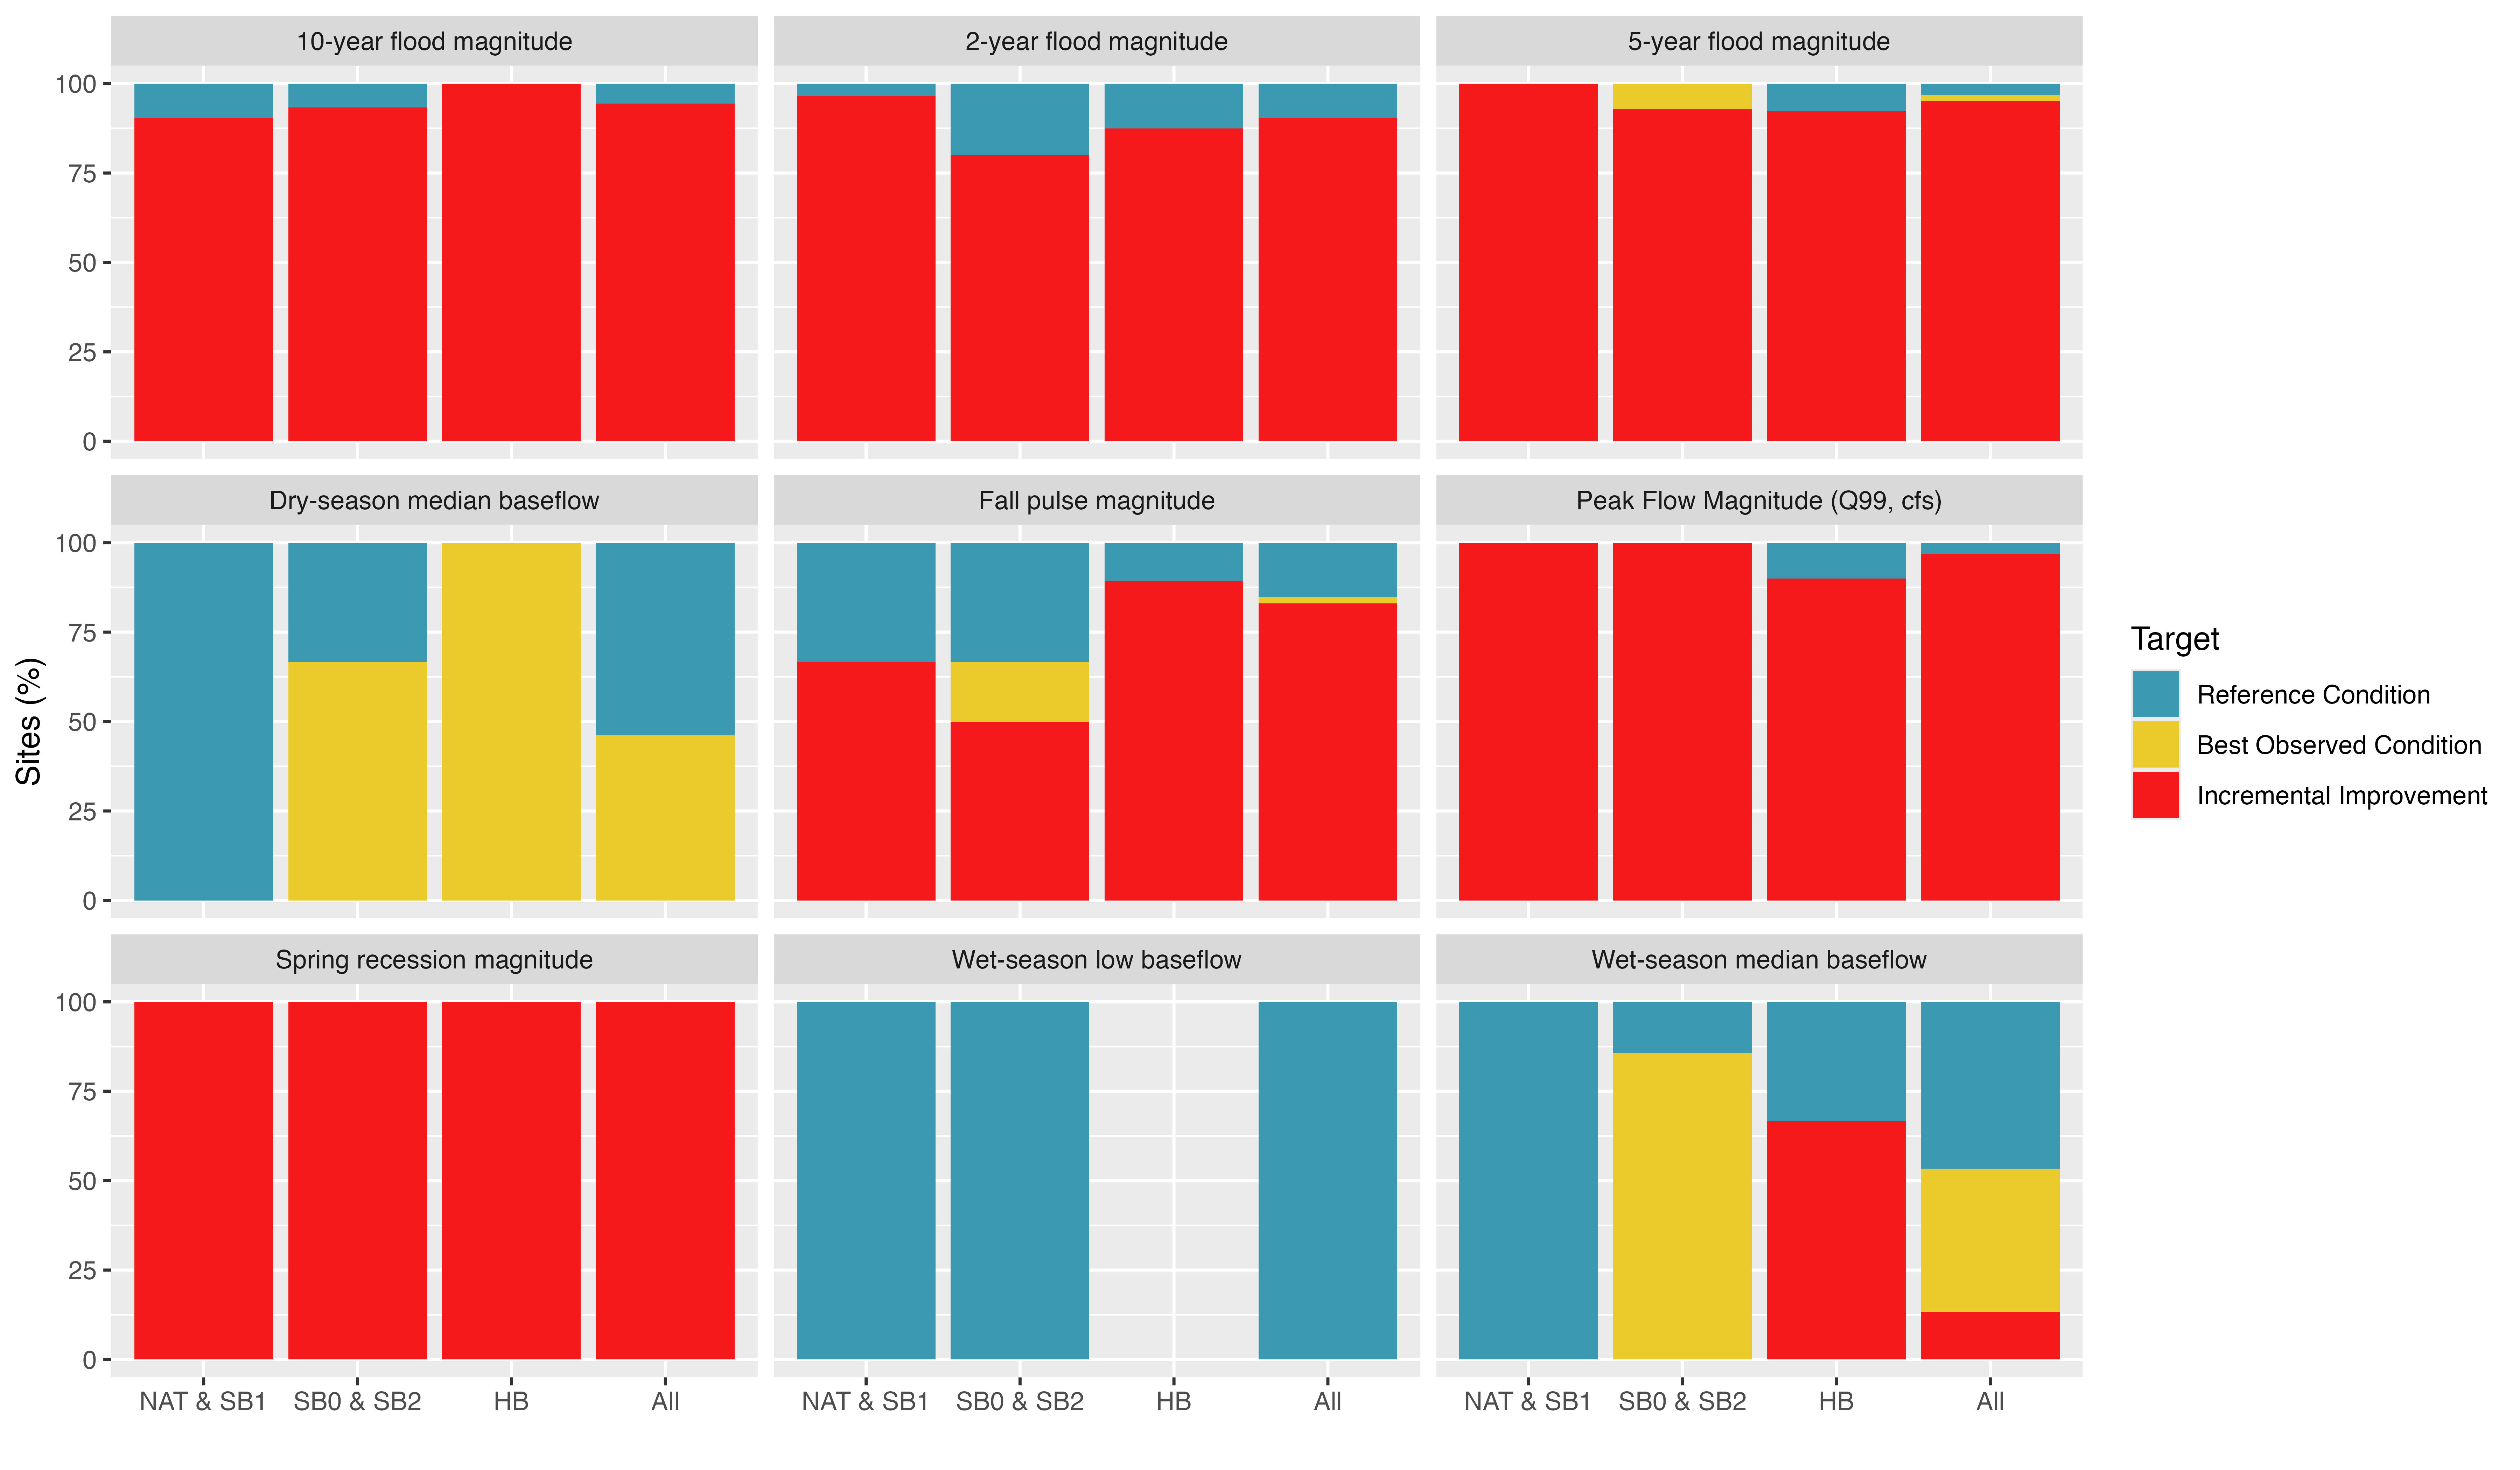 10-year flood magnitude
2-year flood magnitude
5-year flood magnitude
100
75
50
25
0
Dry-season median baseflow
Fall pulse magnitude
Peak Flow Magnitude (Q99, cfs)
100
75
50
25
0
Spring recession magnitude
Wet-season low baseflow
Wet-season median baseflow
100
75
50
25
0
NAT & SB1 SB0 & SB2 HB All
NAT & SB1 SB0 & SB2 HB All
NAT & SB1 SB0 & SB2 HB All
Sites (%)
Target
Reference Condition
Best Observed Condition
Incremental Improvement